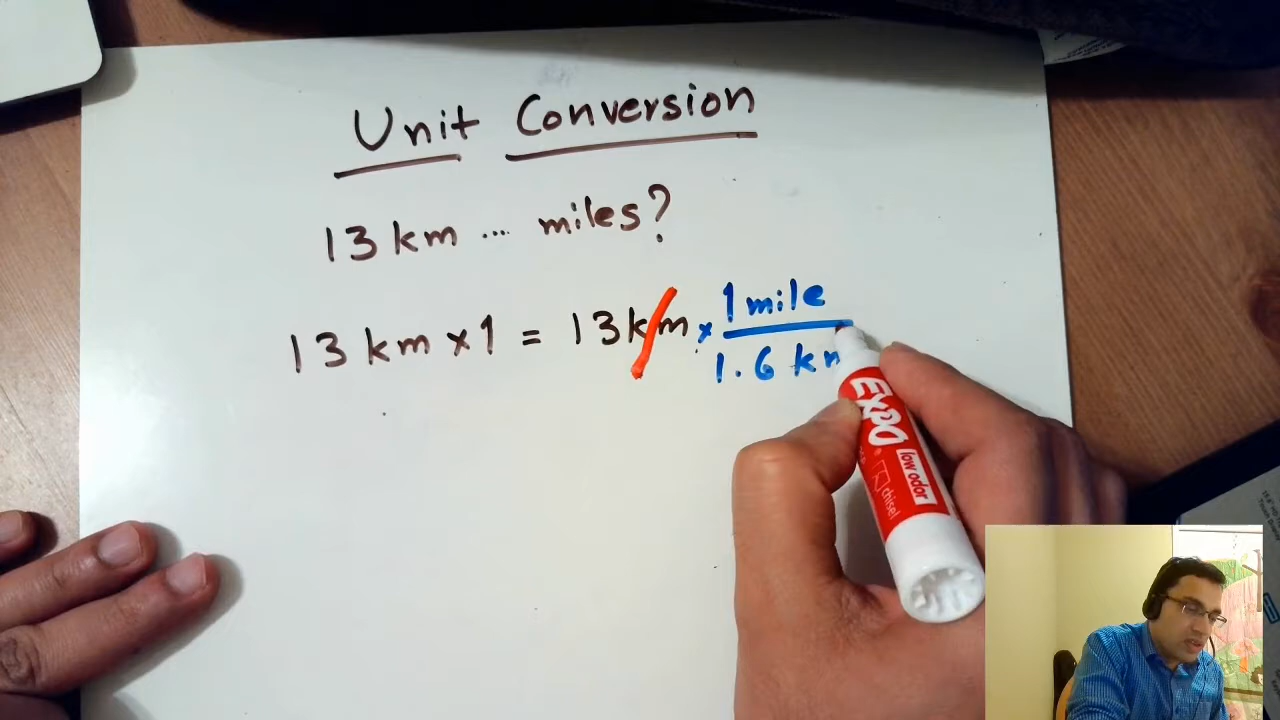 Unit Conversion
13 km .... miles?
13 km × 1 = 13 km × 1 mile
1.6 km
EXPO
low odor
chisel